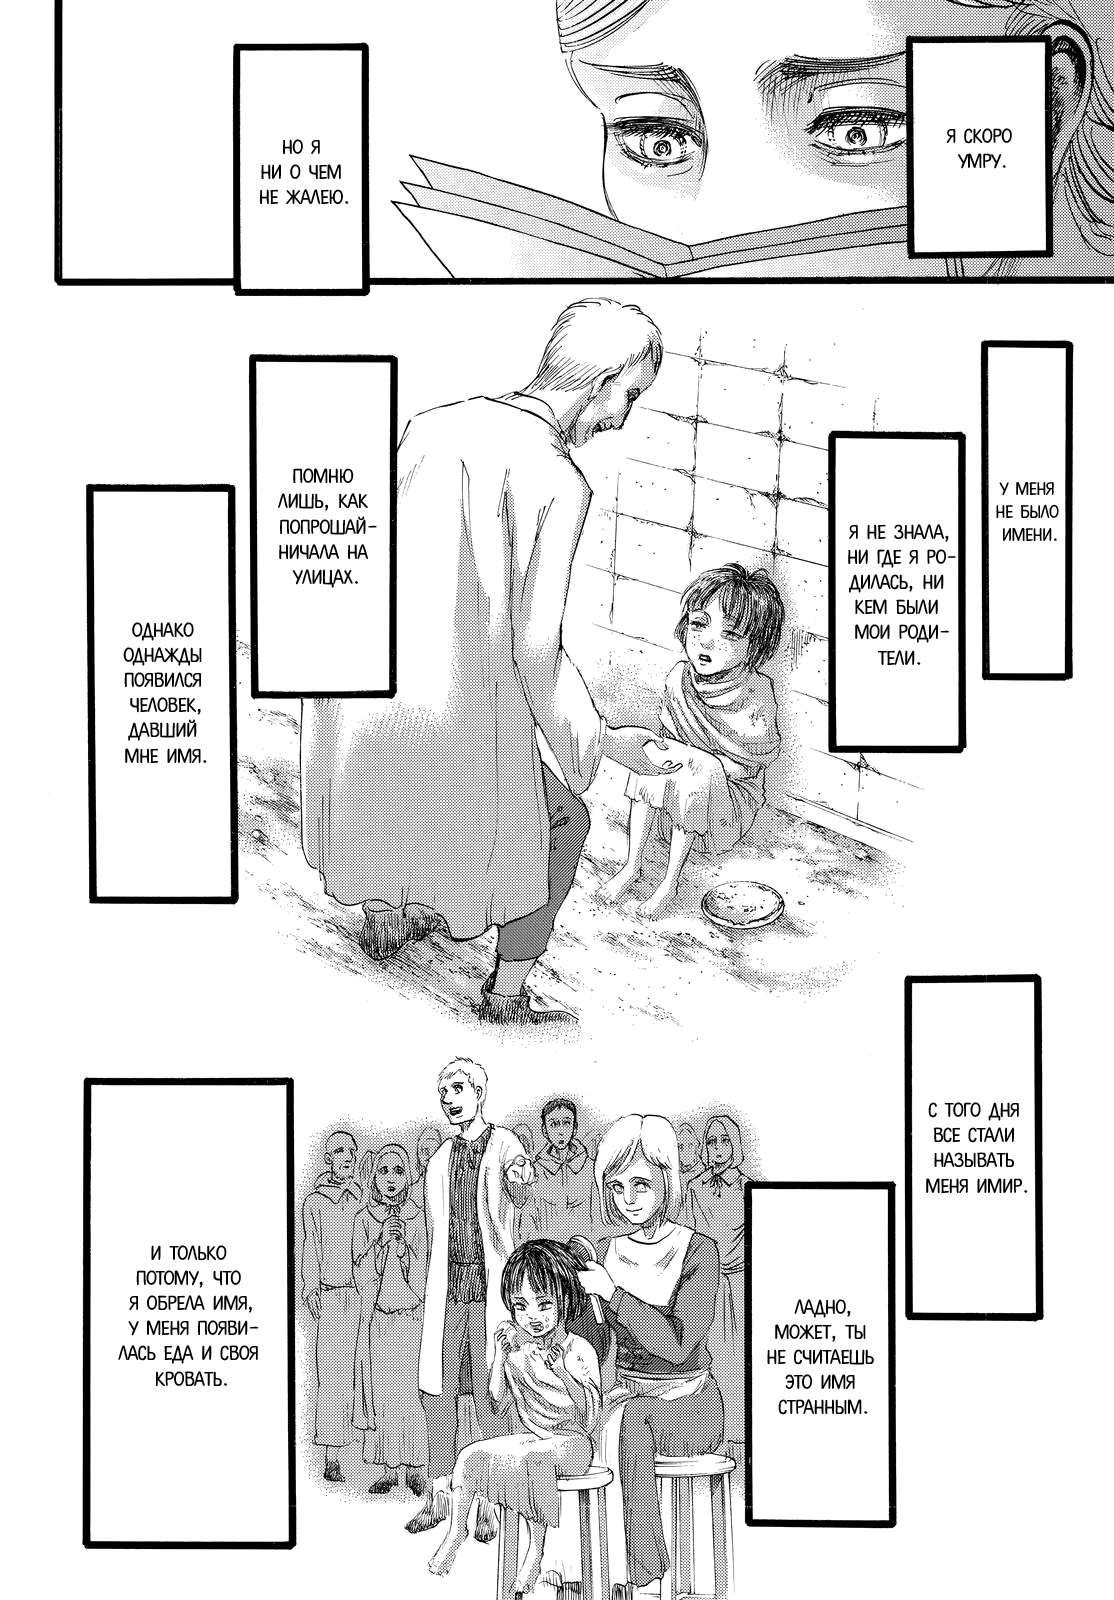 Я СКОРО
УМРУ.
НО Я
НИ О ЧЕМ
НЕ ЖАЛЕЮ.
У МЕНЯ
НЕ БЫЛО
ИМЕНИ.
Я НЕ ЗНАЛА,
НИ ГДЕ Я РО-
ДИЛАСЬ, НИ
КЕМ БЫЛИ
МОИ РОДИ-
ТЕЛИ.
ПОМНЮ
ЛИШЬ, КАК
ПОПРОШАЙ-
НИЧАЛА НА
УЛИЦАХ.
ОДНАКО
ОДНАЖДЫ
ПОЯВИЛСЯ
ЧЕЛОВЕК,
ДАВШИЙ
МНЕ ИМЯ.
С ТОГО ДНЯ
ВСЕ СТАЛИ
НАЗЫВАТЬ
МЕНЯ ИМИР.
ЛАДНО,
МОЖЕТ, ТЫ
НЕ СЧИТАЕШЬ
ЭТО ИМЯ
СТРАННЫМ.
И ТОЛЬКО
ПОТОМУ, ЧТО
Я ОБРЕЛА ИМЯ,
У МЕНЯ ПОЯВИ-
ЛАСЬ ЕДА И СВОЯ
КРОВАТЬ.